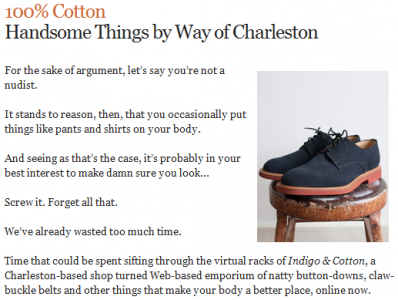 100% Cotton
Handsome Things by Way of Charleston
For the sake of argument, let's say you're not a
nudist.
It stands to reason, then, that you occasionally put
things like pants and shirts on your body.
And seeing as that's the case, it's probably in your
best interest to make damn sure you look...
Screw it. Forget all that.
We've already wasted too much time.
Time that could be spent sifting through the virtual racks of Indigo & Cotton, a
Charleston-based shop turned Web-based emporium of natty button-downs, claw-
buckle belts and other things that make your body a better place, online now.